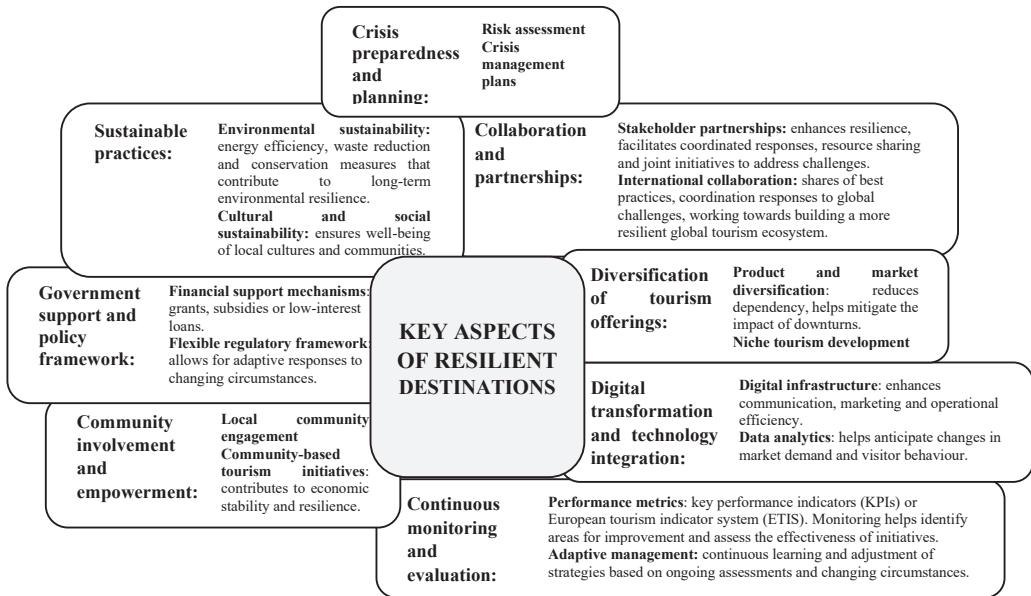 Crisis
preparedness
and
planning:
Risk assessment
Crisis
management
plans
Sustainable
practices:
Environmental sustainability:
energy efficiency, waste reduction
and conservation measures that
contribute to long-term
environmental resilience.
Cultural and social
sustainability: ensures well-being
of local cultures and communities.
Collaboration
and
partnerships:
Stakeholder partnerships: enhances resilience,
facilitates coordinated responses, resource sharing
and joint initiatives to address challenges.
International collaboration: shares of best
practices, coordination responses to global
challenges, working towards building a more
resilient global tourism ecosystem.
Government
support and
policy
framework:
Financial support mechanisms:
grants, subsidies or low-interest
loans.
Flexible regulatory framework:
allows for adaptive responses to
changing circumstances.
KEY ASPECTS
OF RESILIENT
DESTINATIONS
Diversification
of tourism
offerings:
Product and market
diversification: reduces
dependency, helps mitigate the
impact of downturns.
Niche tourism development
Community
involvement
and
empowerment:
Local community
engagement
Community-based
tourism initiatives:
contributes to economic
stability and resilience.
Digital
transformation
and technology
integration:
Digital infrastructure: enhances
communication, marketing and operational
efficiency.
Data analytics: helps anticipate changes in
market demand and visitor behaviour.
Continuous
monitoring
and
evaluation:
Performance metrics: key performance indicators (KPIs) or
European tourism indicator system (ETIS). Monitoring helps identify
areas for improvement and assess the effectiveness of initiatives.
Adaptive management: continuous learning and adjustment of
strategies based on ongoing assessments and changing circumstances.